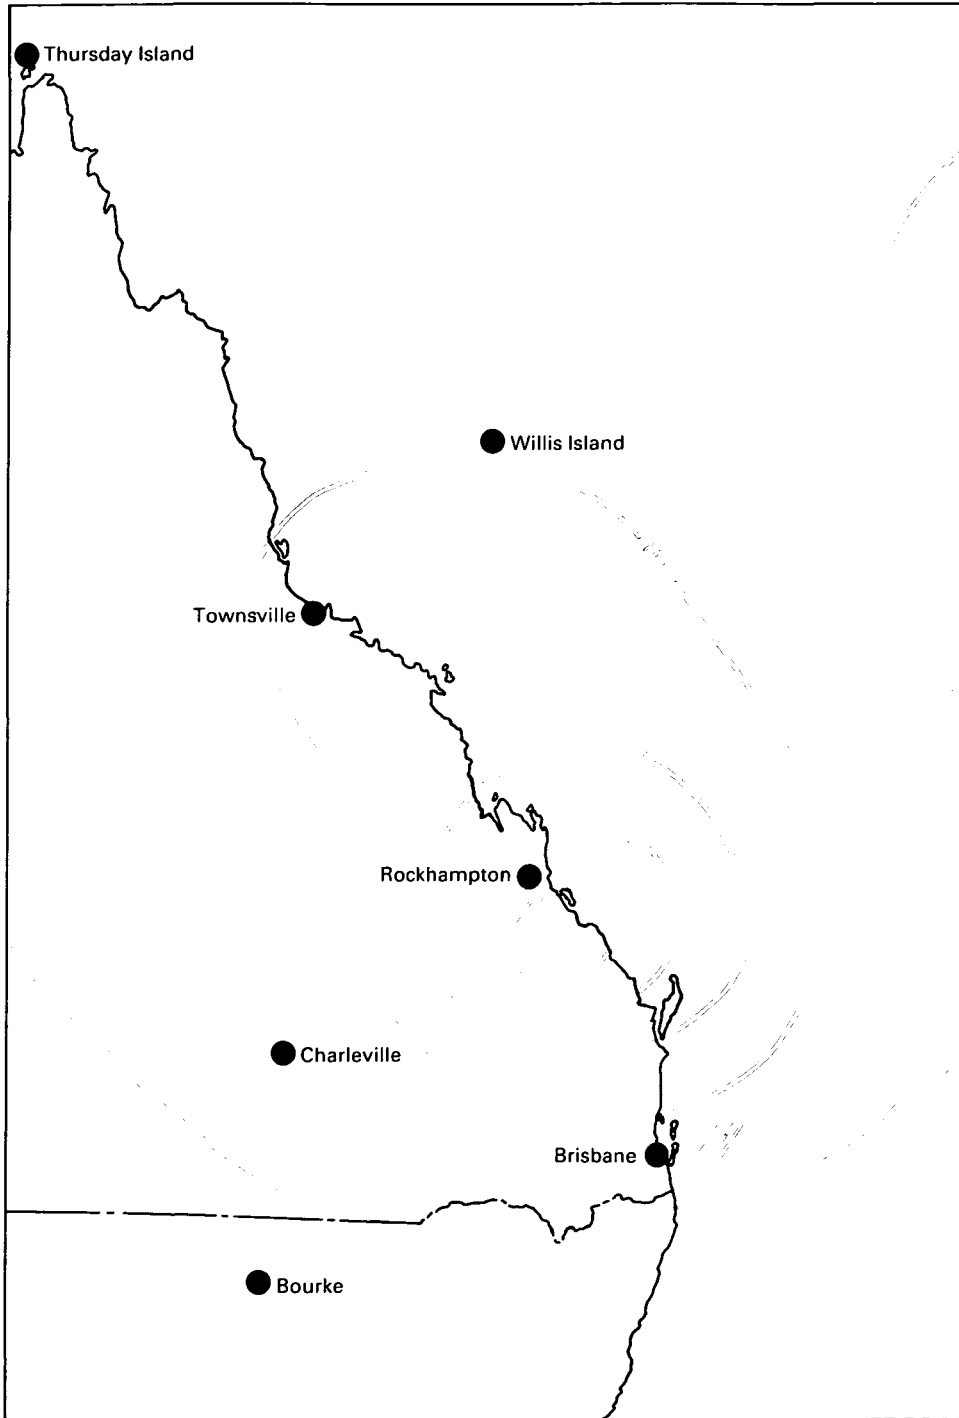 Thursday Island
Willis Island
Townsville
Rockhampton
Charleville
Brisbane
Bourke